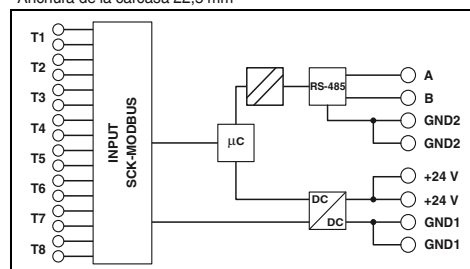 Anchura de la carcasa 22,5 mm
T1
T2
T3
T4
T5
T6
T7
T8
INPUT
SCK-MODBUS
µC
RS-485
DC
DC
A
B
GND2
GND2
+24 V
+24 V
GND1
GND1